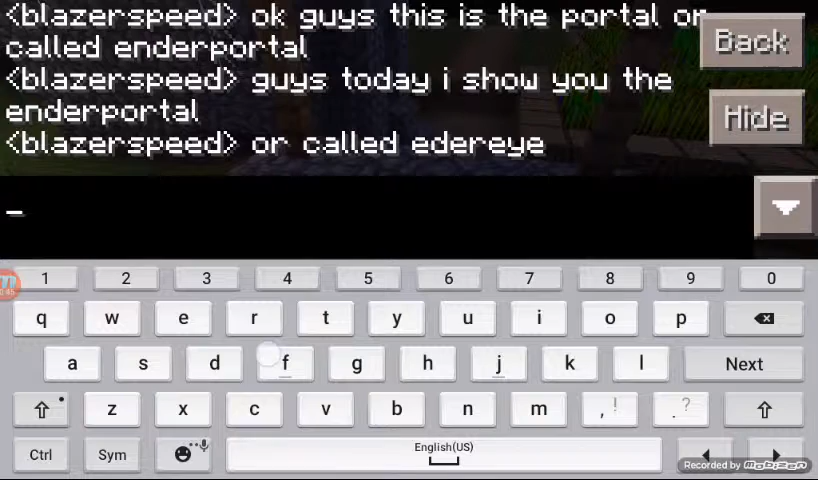 <blazerspeed> ok guys this is the portal or
called enderportal
<blazerspeed> guys today i show you the
enderportal
<blazerspeed> or called edereye
Back
Hide
1 2 3 4 5 6 7 8 9 0
q w e r t y u i o p
a s d f g h j k l Next
z x c v b n m , ! . ?
Ctrl Sym English(US)
Recorded by mobizen